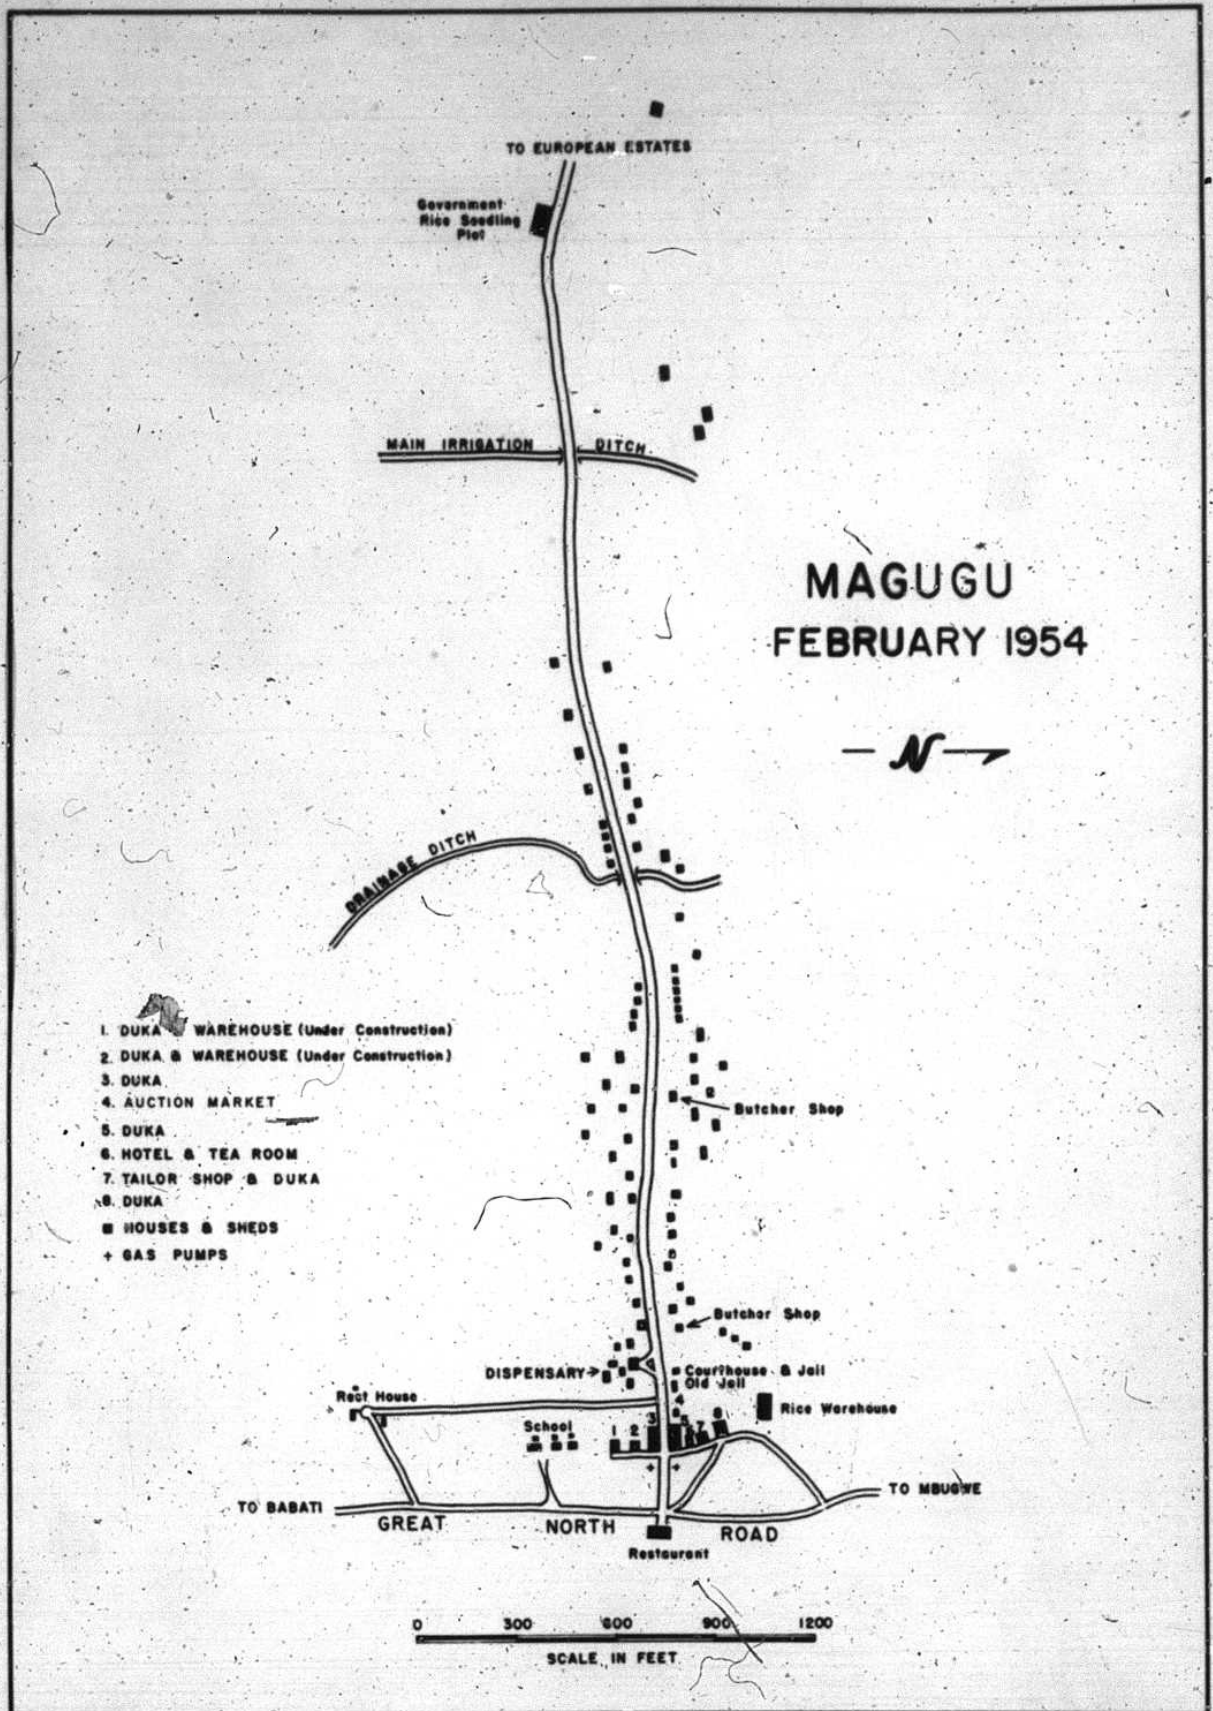 TO EUROPEAN ESTATES
Government
Rice Seedling
Plot
MAIN IRRIGATION DITCH
MAGUGU
FEBRUARY 1954
N
DRAINAGE DITCH
1. DUKA WAREHOUSE (Under Construction)
2. DUKA & WAREHOUSE (Under Construction)
3. DUKA
4. AUCTION MARKET
5. DUKA
6. HOTEL & TEA ROOM
7. TAILOR SHOP & DUKA
8. DUKA
HOUSES & SHEDS
+ GAS PUMPS
Butcher Shop
Butcher Shop
DISPENSARY
Courthouse & Jail
Old Jail
Rest House
4
Rice Warehouse
School
1 2 3 5 6 7 8
+ +
TO MBUGWE
TO BABATI
GREAT NORTH ROAD
Restaurant
0 300 600 900 1200
SCALE IN FEET